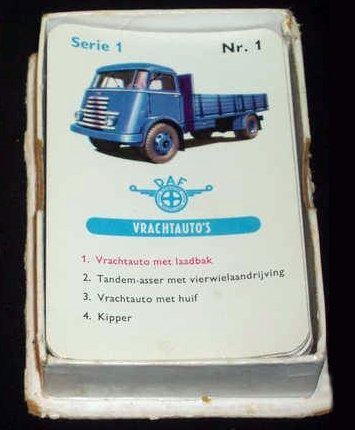 Serie 1 Nr. 1
DAF
VRACHTAUTO'S
1. Vrachtauto met laadbak
2. Tandem-asser met vierwielaandrijving
3. Vrachtauto met huif
4. Kipper